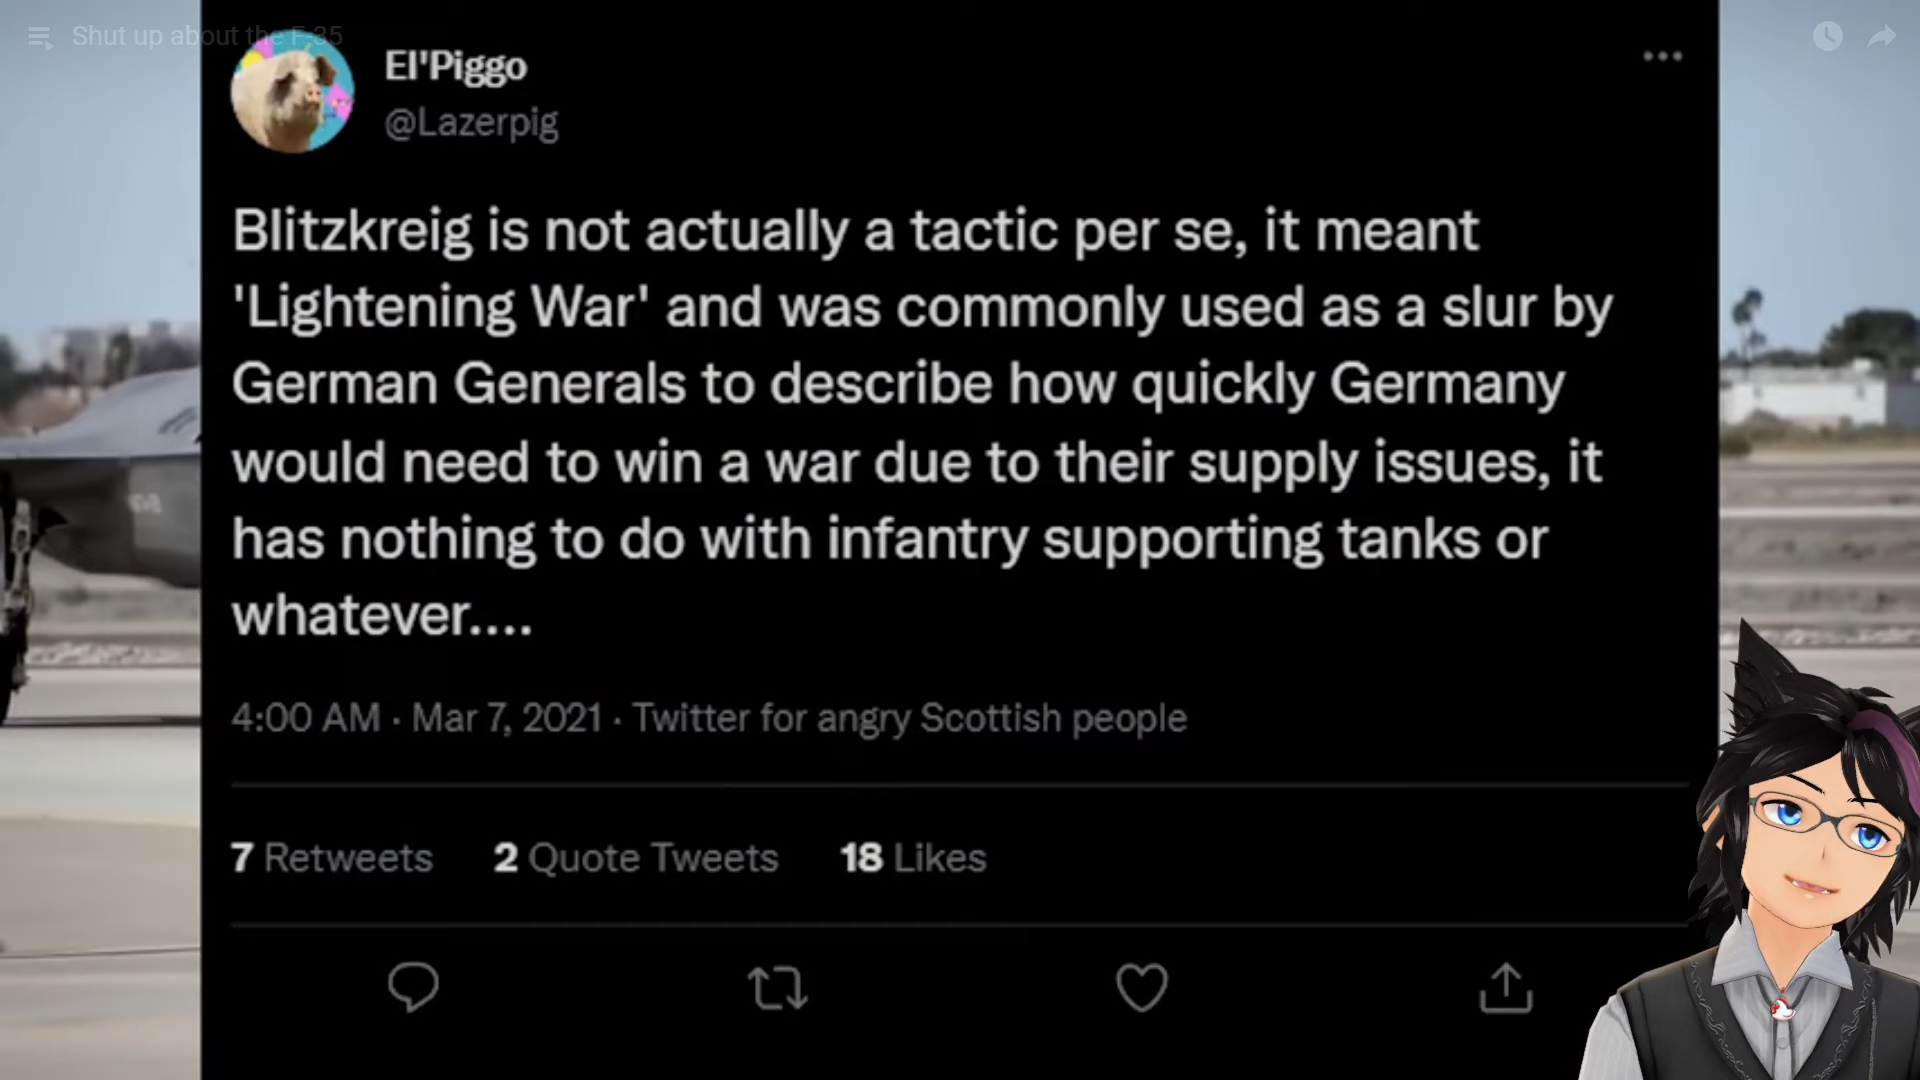 Shut up about the F-35
El'Piggo
@Lazerpig
Blitzkreig is not actually a tactic per se, it meant
'Lightening War' and was commonly used as a slur by
German Generals to describe how quickly Germany
would need to win a war due to their supply issues, it
has nothing to do with infantry supporting tanks or
whatever....
4:00 AM · Mar 7, 2021 · Twitter for angry Scottish people
7 Retweets 2 Quote Tweets 18 Likes